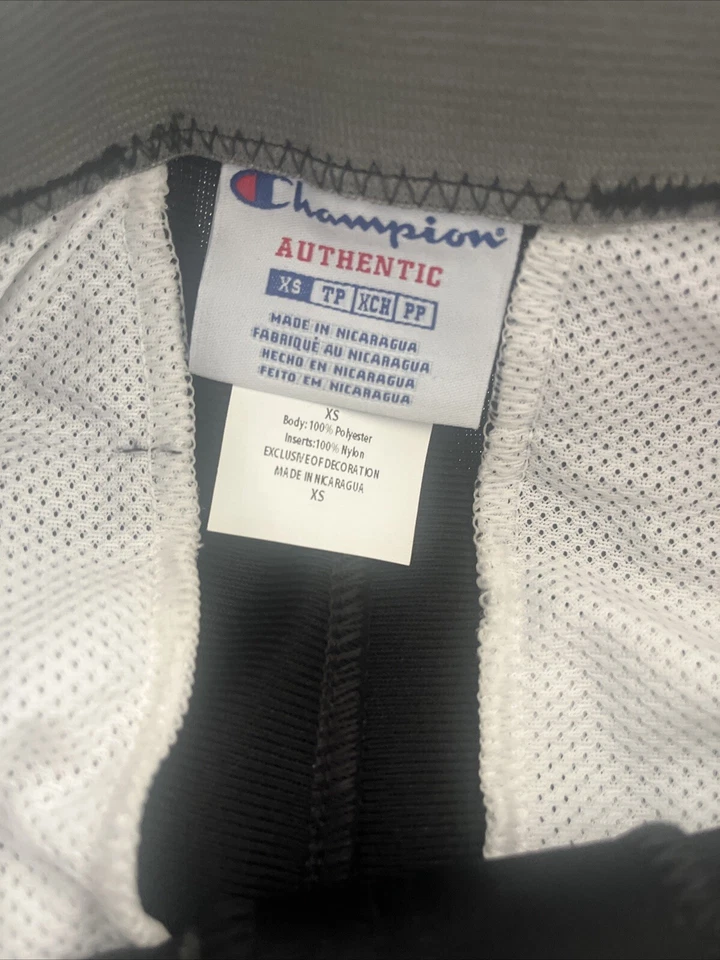 Champion
AUTHENTIC
XS TP XCH PP
MADE IN NICARAGUA
FABRIQUÉ AU NICARAGUA
HECHO EN NICARAGUA
FEITO EM NICARAGUA
XS
Body: 100% Polyester
Inserts:100% Nylon
EXCLUSIVE OF DECORATION
MADE IN NICARAGUA
XS